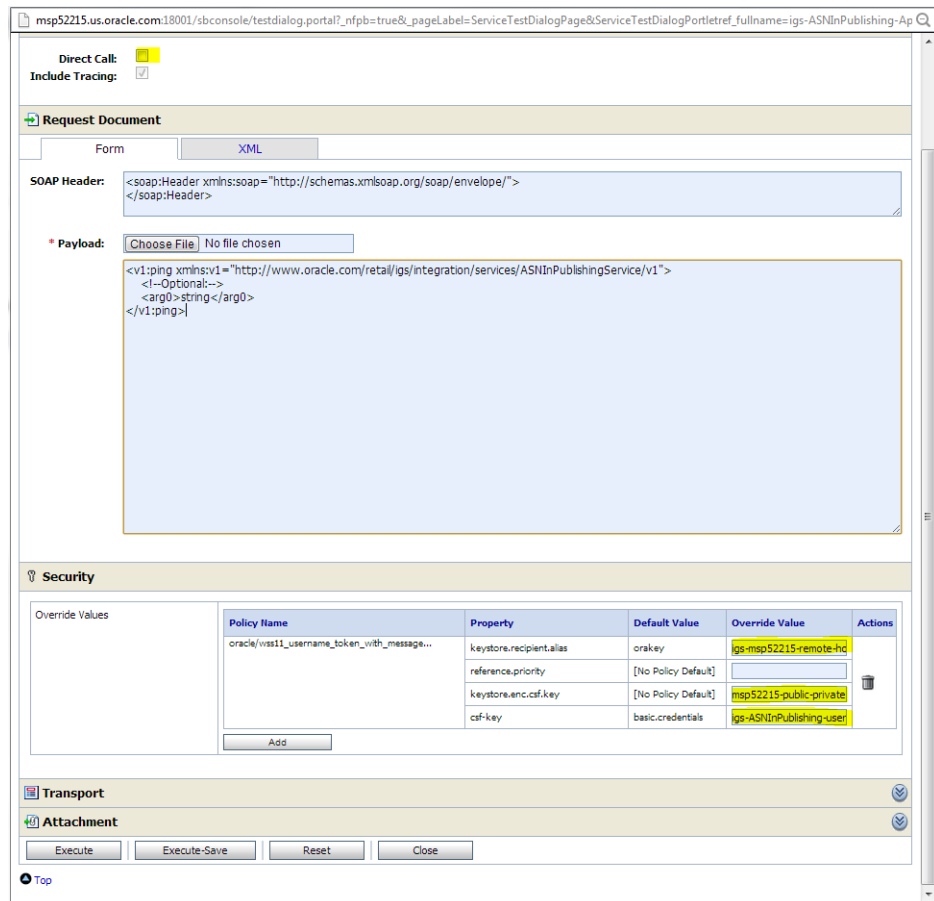 msp52215.us.oracle.com:18001/sbconsole/testdialog.portal?_nfpb=true&_pageLabel=ServiceTestDialogPage&ServiceTestDialogPortletref_fullname=igs-ASNInPublishing-Ap
Direct Call:
Include Tracing:
Request Document
Form XML
SOAP Header: <soap:Header xmlns:soap="http://schemas.xmlsoap.org/soap/envelope/">
</soap:Header>
* Payload: Choose File No file chosen
<v1:ping xmlns:v1="http://www.oracle.com/retail/igs/integration/services/ASNInPublishingService/v1">
<!--Optional:-->
<arg0>string</arg0>
</v1:ping>
Security
Override Values
Policy Name Property Default Value Override Value Actions
oracle/wss11_username_token_with_message... keystore.recipient.alias orakey igs-msp52215-remote-ho
reference.priority [No Policy Default]
keystore.enc.csf.key [No Policy Default] msp52215-public-private
csf-key basic.credentials igs-ASNInPublishing-user
Add
Transport
Attachment
Execute Execute-Save Reset Close
Top